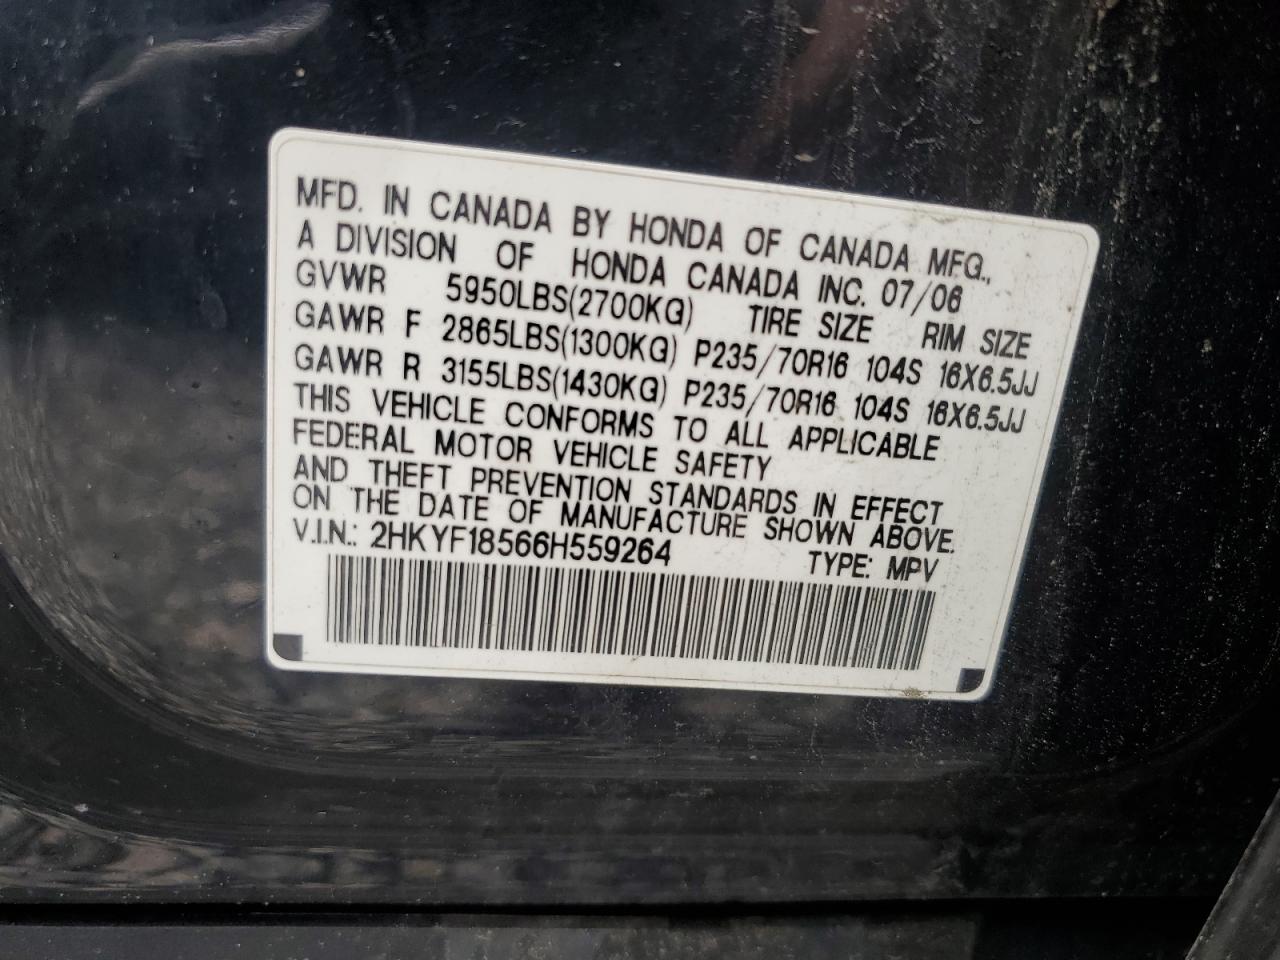 MFD. IN CANADA BY HONDA OF CANADA MFG.,
A DIVISION OF HONDA CANADA INC. 07/06
GVWR 5950LBS(2700KG) TIRE SIZE RIM SIZE
GAWR F 2865LBS(1300KG) P235/70R16 104S 16X6.5JJ
GAWR R 3155LBS(1430KG) P235/70R16 104S 16X6.5JJ
THIS VEHICLE CONFORMS TO ALL APPLICABLE
FEDERAL MOTOR VEHICLE SAFETY
AND THEFT PREVENTION STANDARDS IN EFFECT
ON THE DATE OF MANUFACTURE SHOWN ABOVE.
V.I.N.: 2HKYF18566H559264 TYPE: MPV